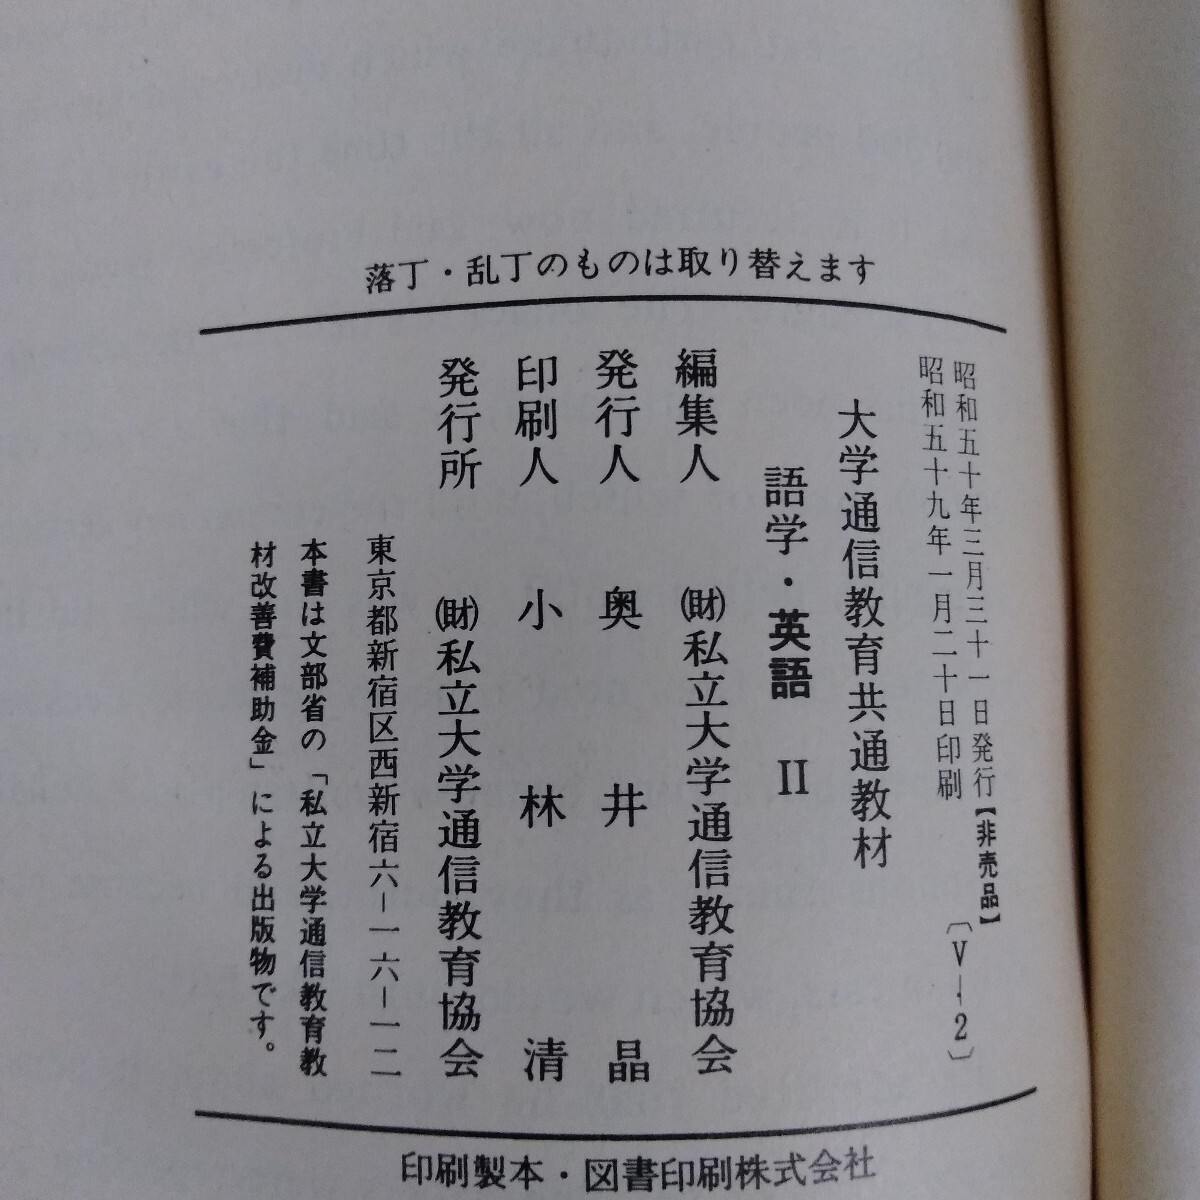 落丁・乱丁のものは取り替えます
昭和五十年三月三十一日発行【非売品】
昭和五十九年一月二十日印刷
〔V-2〕
大学通信教育共通教材
語学・英語 II
編集人 (財)私立大学通信教育協会
発行人 奥井晶
印刷人 小林清
発行所 (財)私立大学通信教育協会
東京都新宿区西新宿六-一六-一二
本書は文部省の「私立大学通信教育教
材改善費補助金」による出版物です。
印刷製本・図書印刷株式会社